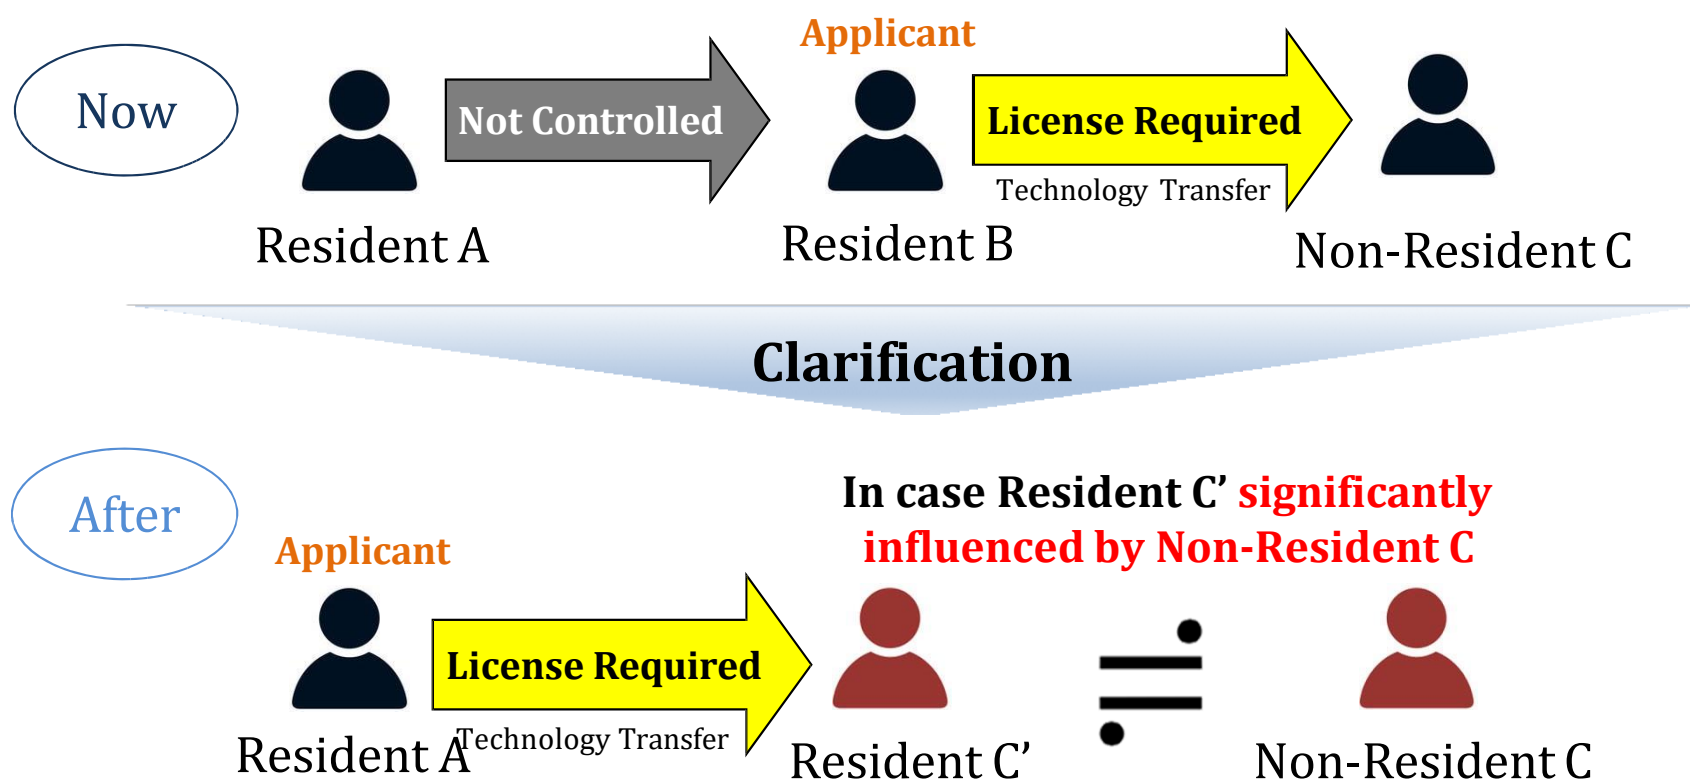 Now
Applicant
Not Controlled
License Required
Technology Transfer
Resident A
Resident B
Non-Resident C
Clarification
After
In case Resident C’ significantly
influenced by Non-Resident C
Applicant
License Required
Technology Transfer
Resident A
Resident C’
≒
Non-Resident C